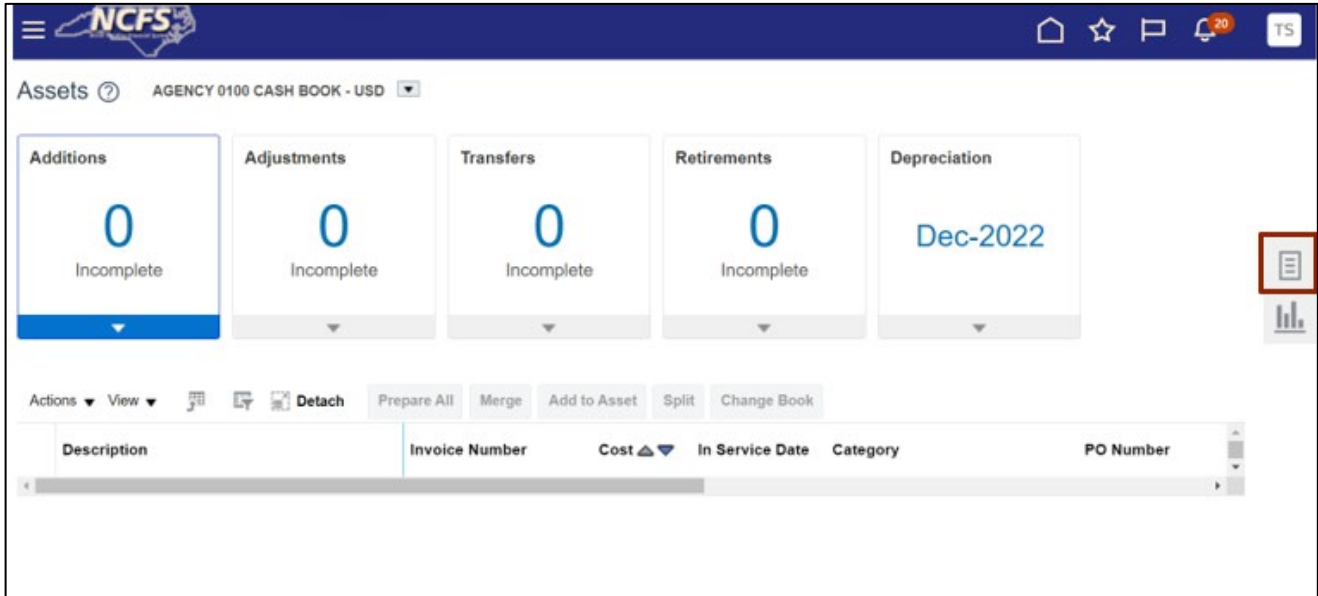 NCFS
20
TS
Assets ? AGENCY 0100 CASH BOOK - USD
Additions Adjustments Transfers Retirements Depreciation
0 0 0 0 Dec-2022
Incomplete Incomplete Incomplete Incomplete
Actions View Detach Prepare All Merge Add to Asset Split Change Book
Description Invoice Number Cost In Service Date Category PO Number